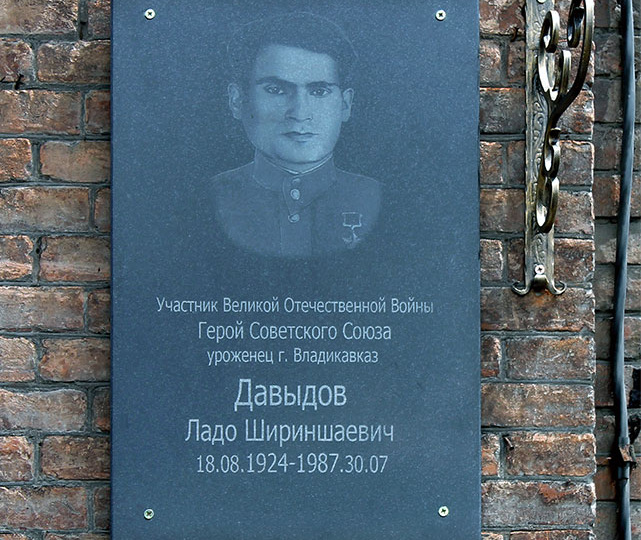 Участник Великой Отечественной Войны
Герой Советского Союза
уроженец г. Владикавказ
Давыдов
Ладо Шириншаевич
18.08.1924-1987.30.07